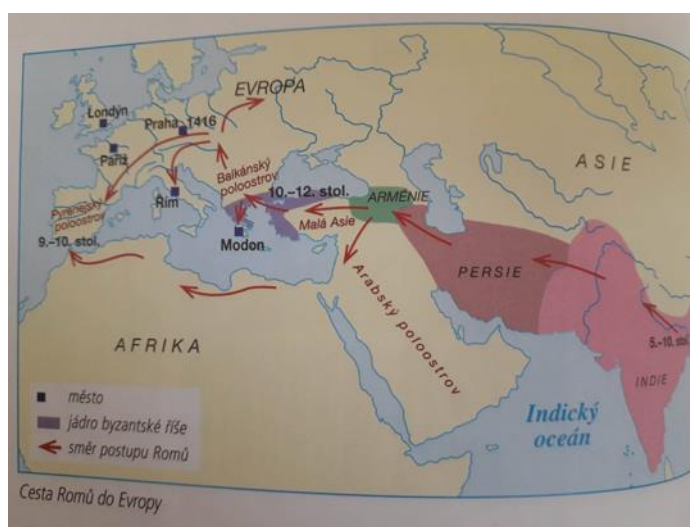 EVROPA
Londýn
Praha 1416
Paříž
ASIE
Balkánský
poloostrov
10.–12. stol.
ARMÉNIE
Pyrenejský
poloostrov
Řím
Malá Asie
9.–10. stol.
Modon
PERSIE
Arabský poloostrov
5.–10. stol.
AFRIKA
INDIE
město
jádro byzantské říše
směr postupu Romů
Indický
oceán
Cesta Romů do Evropy